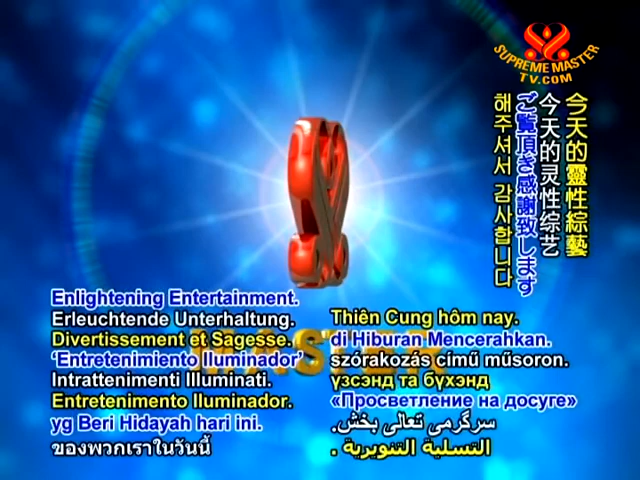 SUPREME MASTER
TV.COM
今天的靈性綜藝
今天的灵性综艺
ご覧頂き感謝致します
해주셔서 감사합니다
MASTER
Enlightening Entertainment.
Erleuchtende Unterhaltung.
Divertissement et Sagesse.
‘Entretenimiento Iluminador’
Intrattenimenti Illuminati.
Entretenimento Iluminador.
yg Beri Hidayah hari ini.
ของพวกเราในวันนี้
Thiên Cung hôm nay.
di Hiburan Mencerahkan.
szórakozás című műsoron.
үзсэнд та бүхэнд
«Просветление на досуге»
سرگرمی تعالی بخش.
التسلية التنويرية .